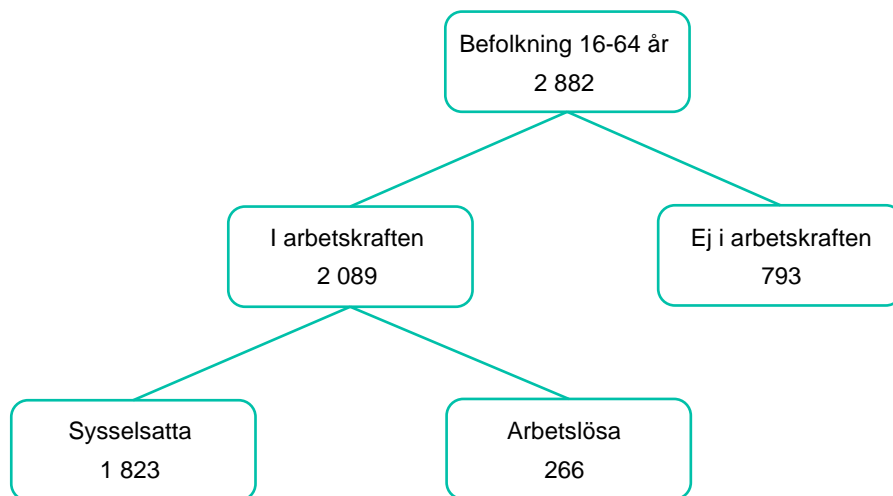 Befolkning 16-64 år
2 882
I arbetskraften
2 089
Ej i arbetskraften
793
Sysselsatta
1 823
Arbetslösa
266